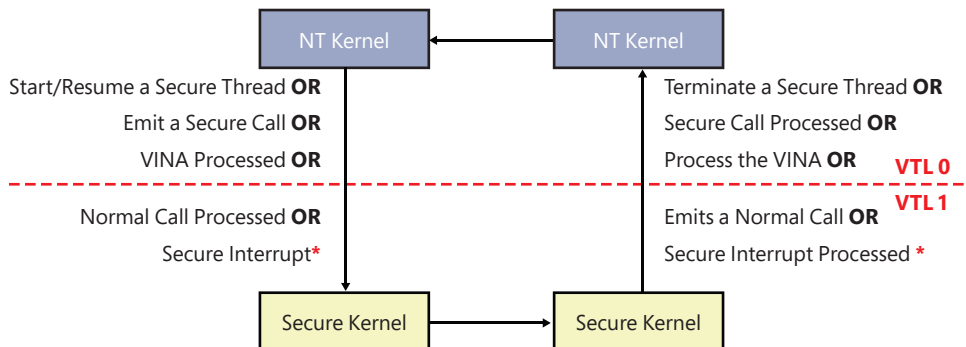 NT Kernel
NT Kernel
Start/Resume a Secure Thread OR
Emit a Secure Call OR
VINA Processed OR
Terminate a Secure Thread OR
Secure Call Processed OR
Process the VINA OR
VTL 0
VTL 1
Normal Call Processed OR
Secure Interrupt*
Emits a Normal Call OR
Secure Interrupt Processed *
Secure Kernel
Secure Kernel